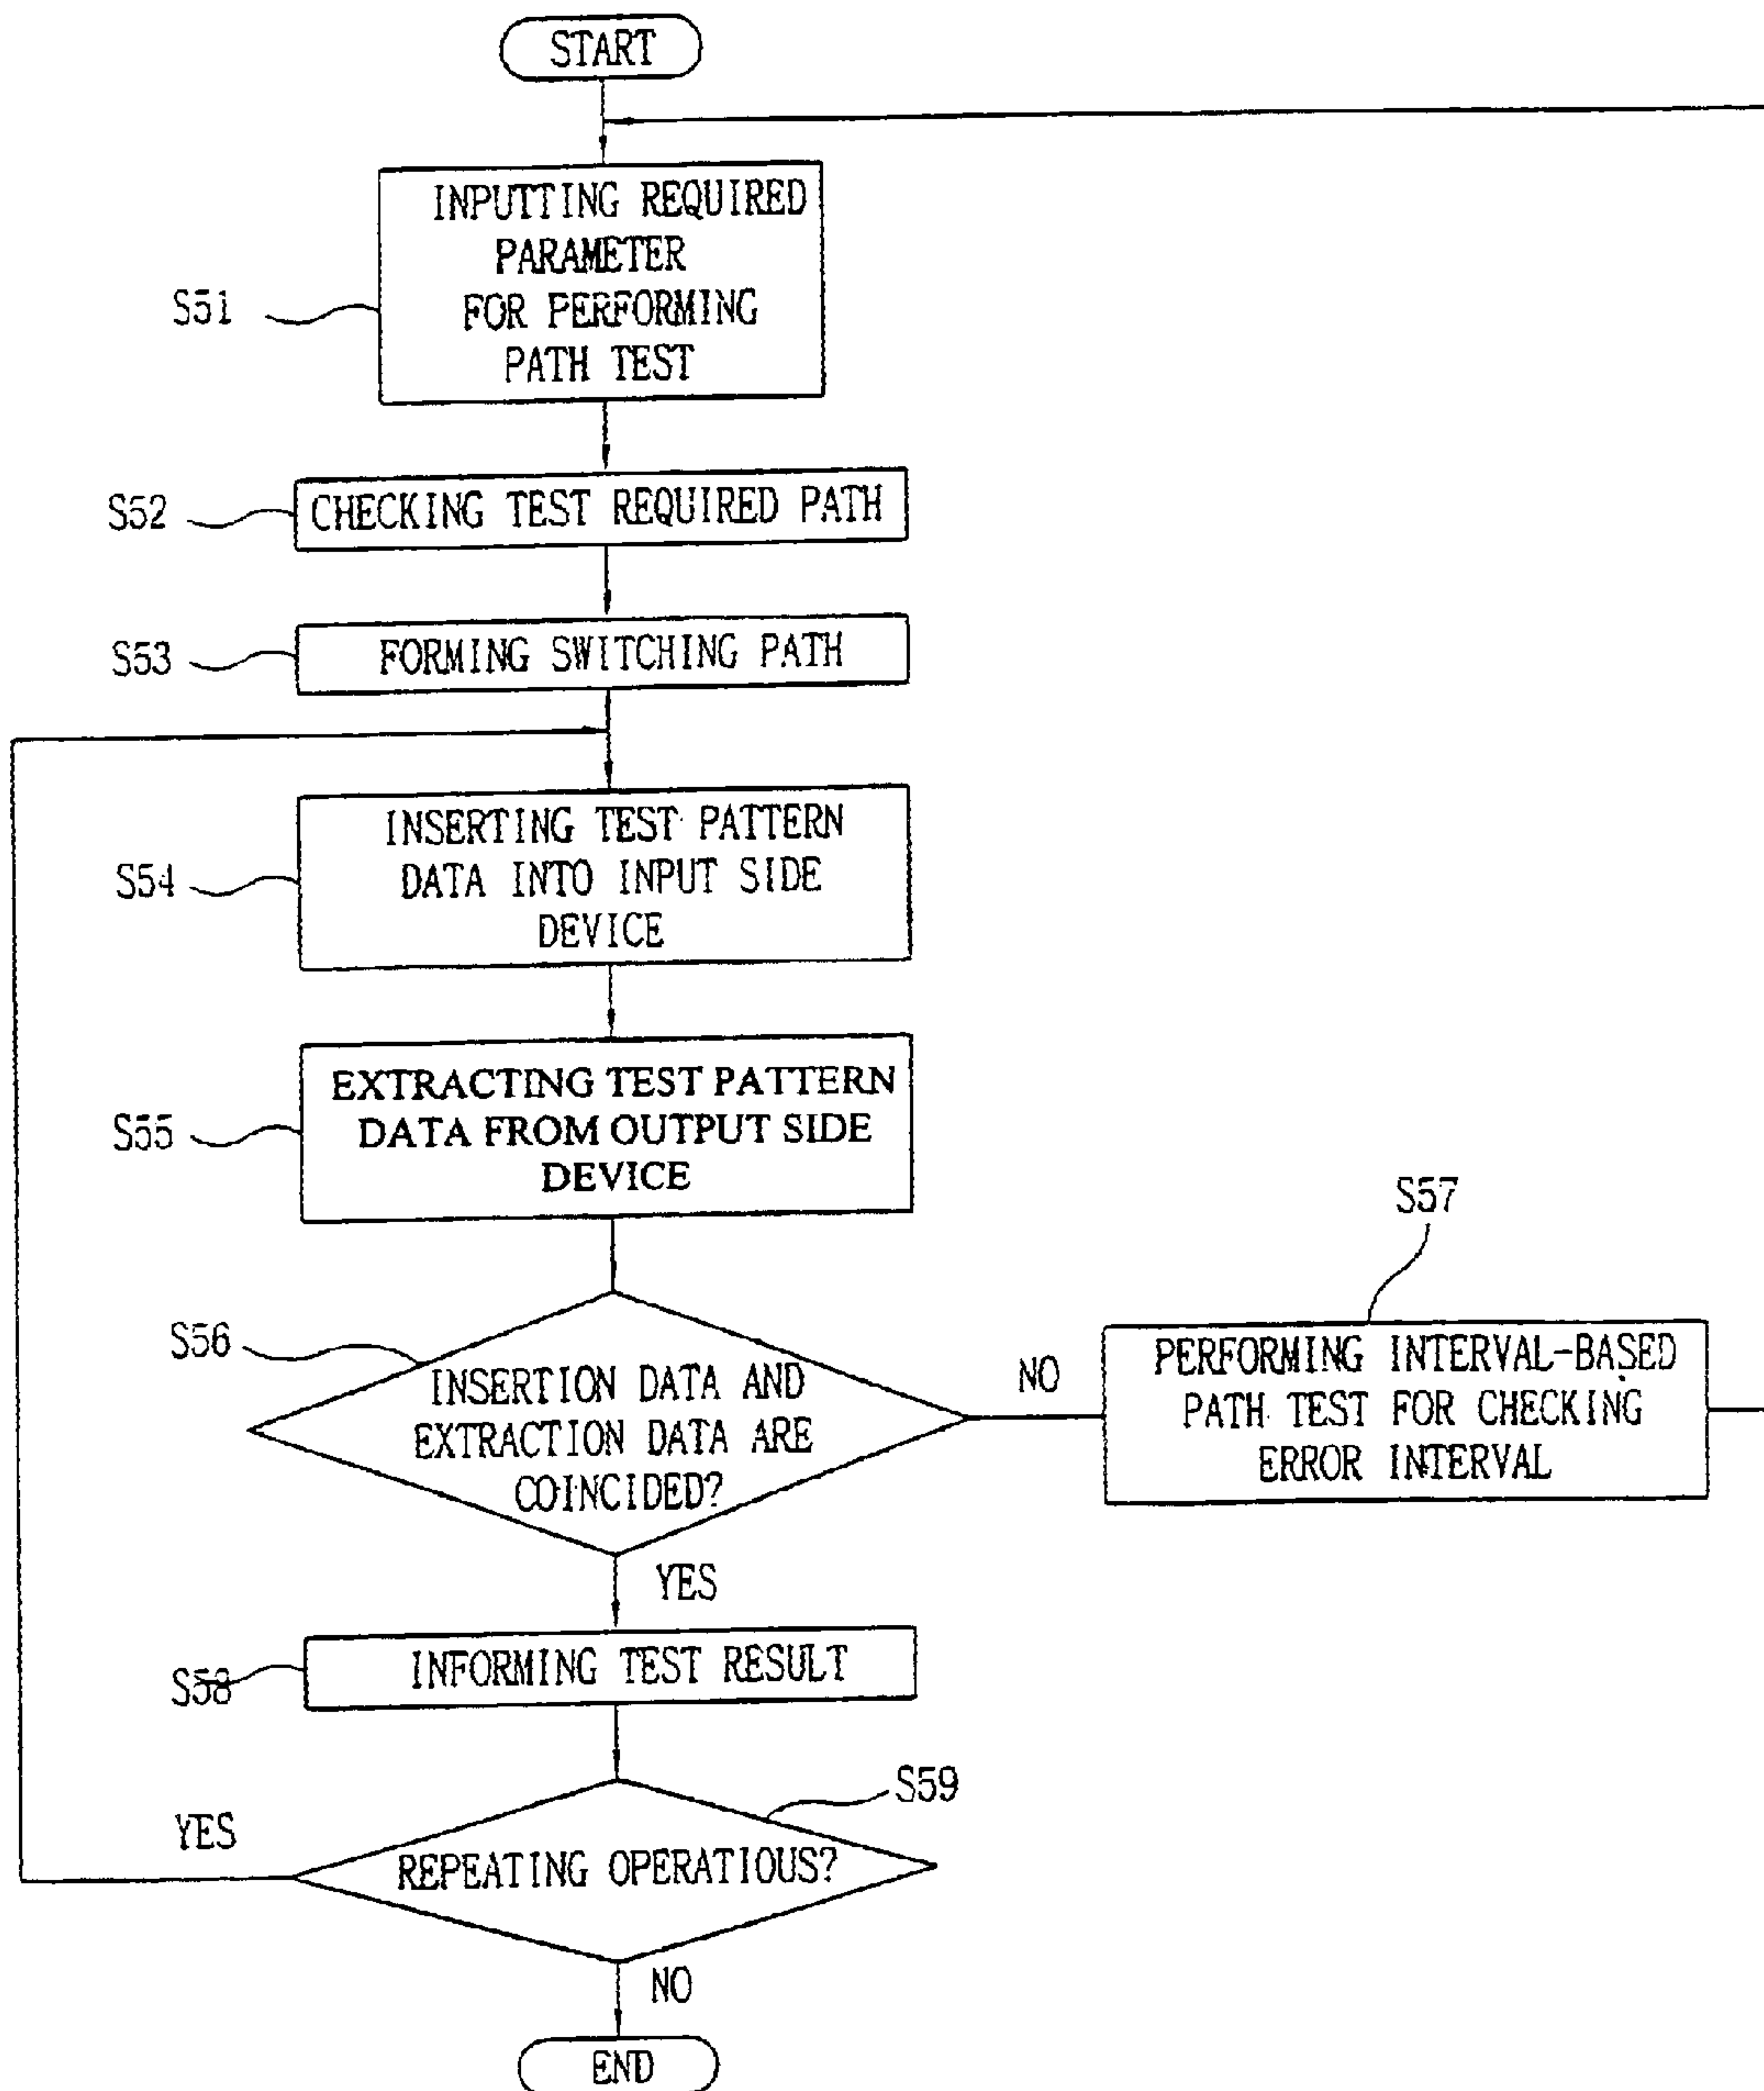 START
INPUTTING REQUIRED
PARAMETER
FOR PERFORMING
PATH TEST
S51
CHECKING TEST REQUIRED PATH
S52
FORMING SWITCHING PATH
S53
INSERTING TEST PATTERN
DATA INTO INPUT SIDE
DEVICE
S54
EXTRACTING TEST PATTERN
DATA FROM OUTPUT SIDE
DEVICE
S55
S56
INSERTION DATA AND
EXTRACTION DATA ARE
COINCIDED?
NO
S57
PERFORMING INTERVAL-BASED
PATH TEST FOR CHECKING
ERROR INTERVAL
YES
INFORMING TEST RESULT
S58
S59
YES
REPEATING OPERATIOUS?
NO
END